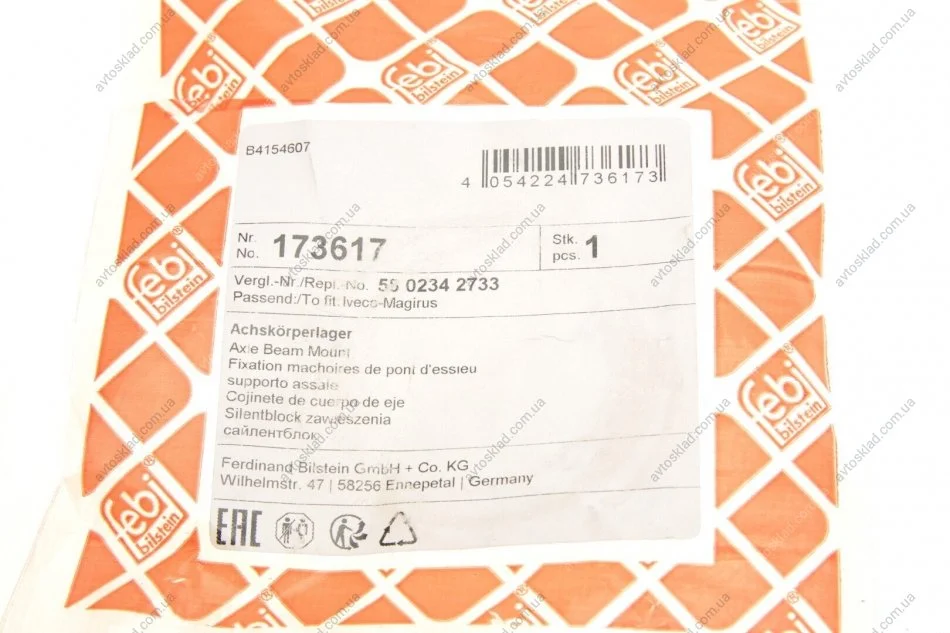 febi
bilstein
B4154607
4 054224 736173
Nr.
No. 173617
Stk.
pcs. 1
Vergl.-Nr./Repl.-No. 50 0234 2733
Passend:/To fit:Iveco-Magirus
Achskörperlager
Axle Beam Mount
Fixation machoires de pont d'essieu
supporto assale
Cojinete de cuerpo de eje
Silentblock zawieszenia
сайлентблок
Ferdinand Bilstein GmbH + Co. KG
Wilhelmstr. 47 | 58256 Ennepetal | Germany
EAC
avtosklad.com.ua